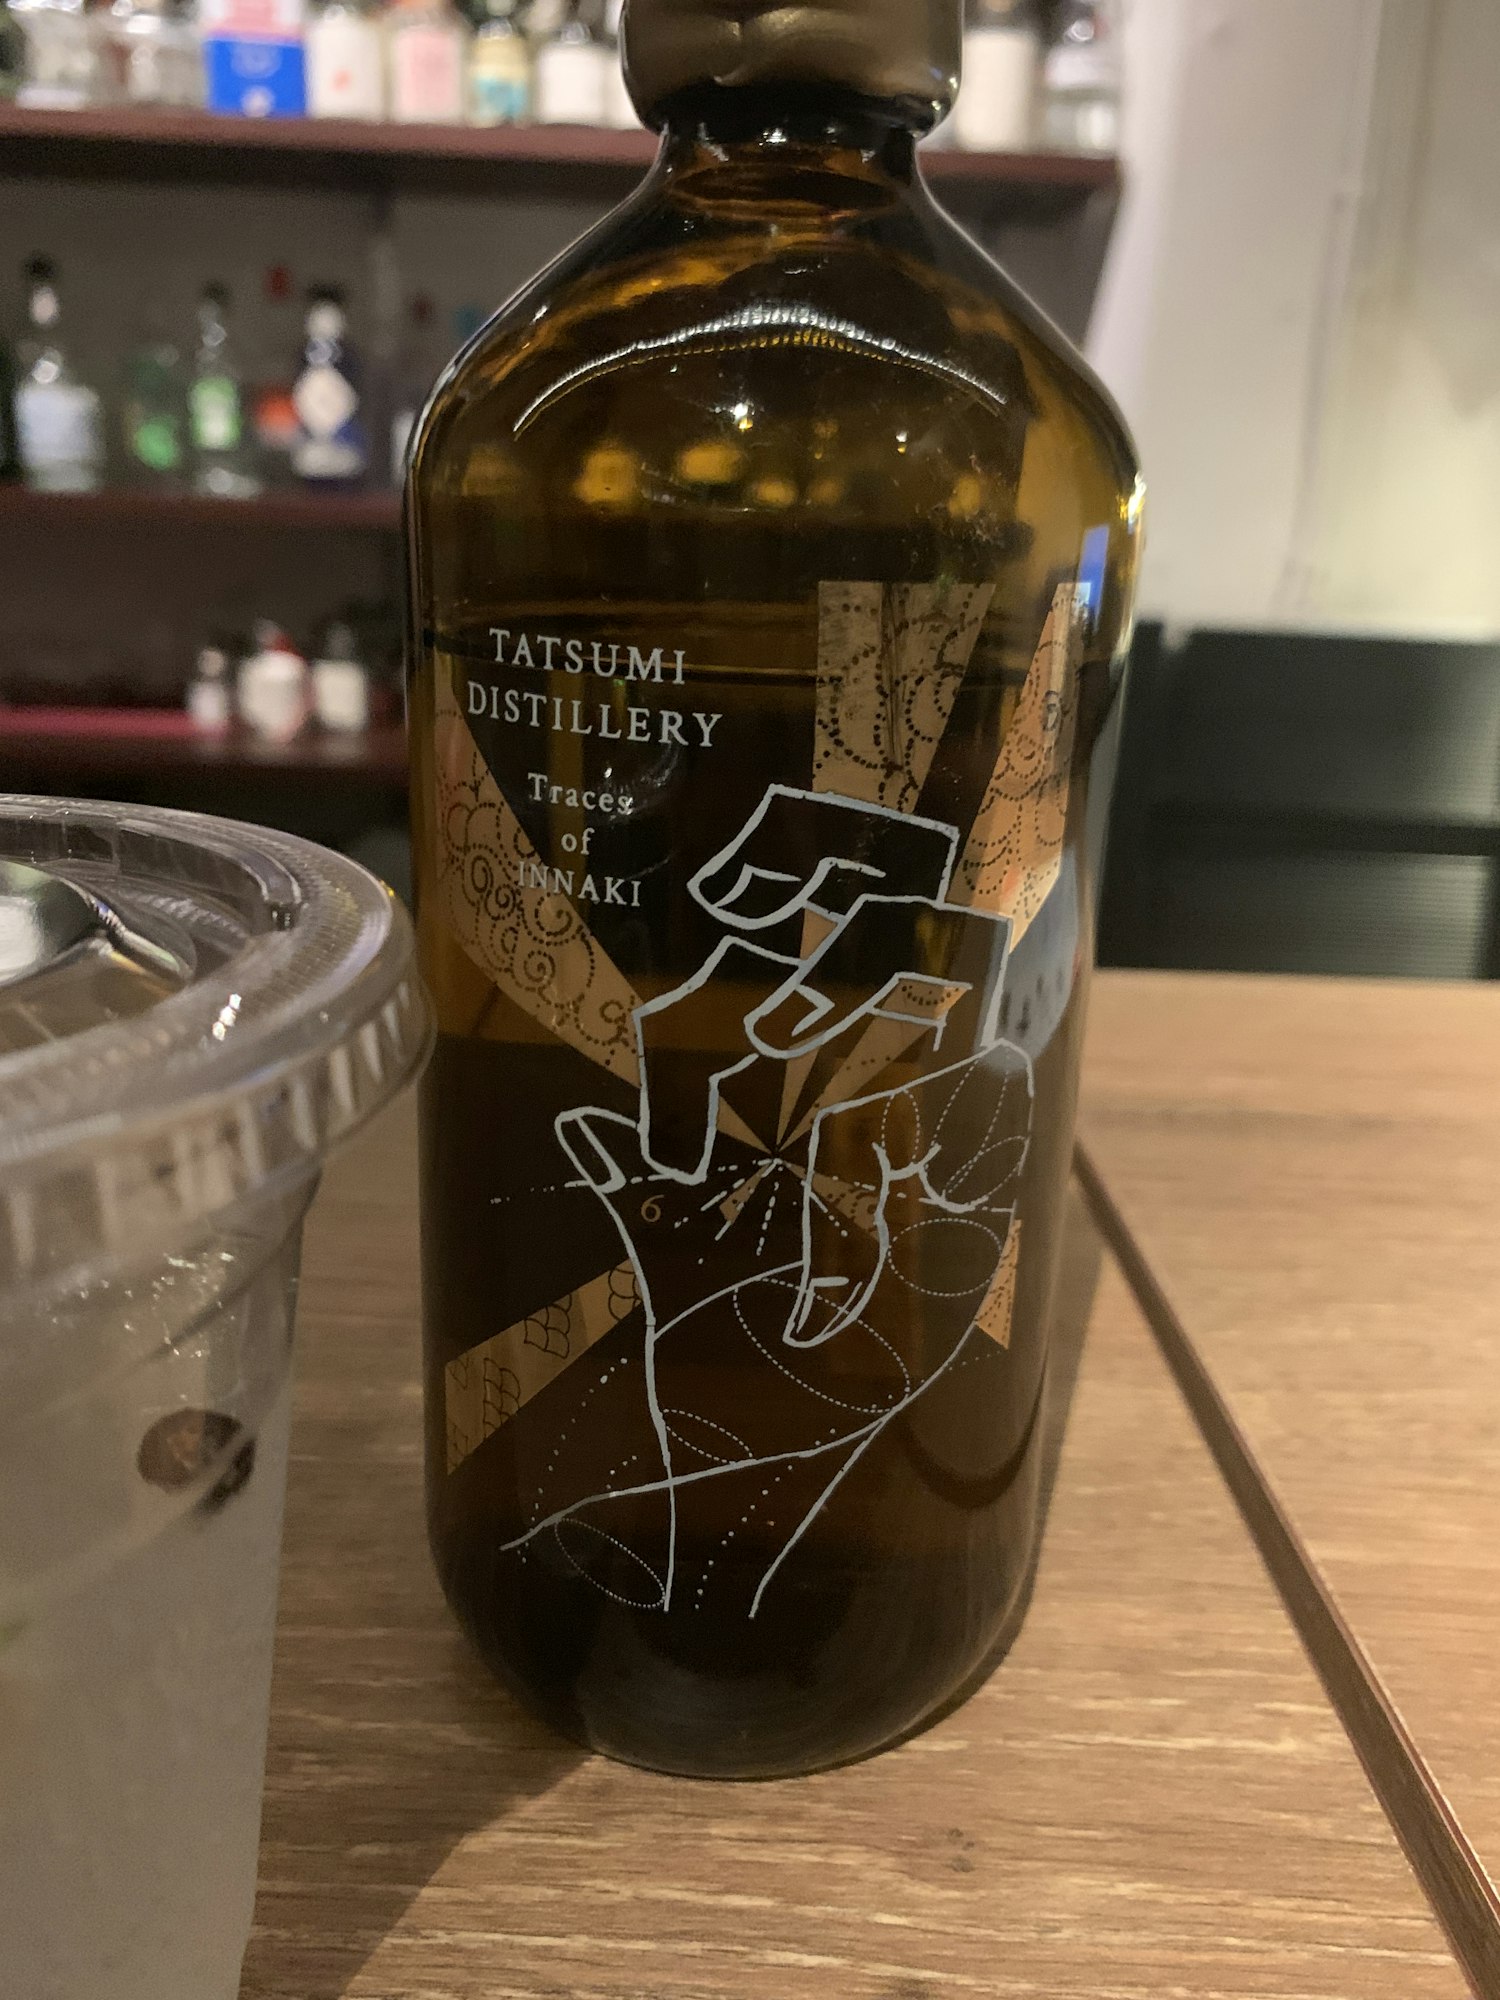 TATSUMI
DISTILLERY
Traces
of
INNAKI
6